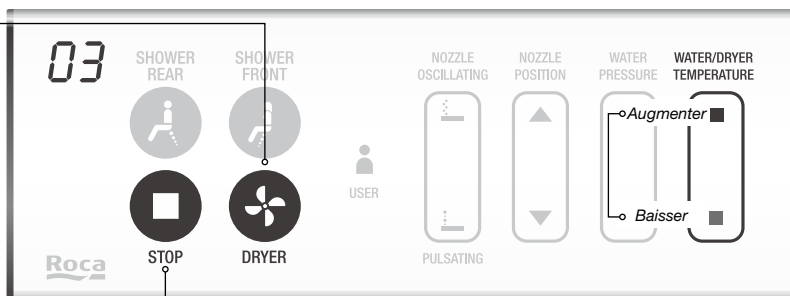 03
SHOWER
REAR
SHOWER
FRONT
NOZZLE
OSCILLATING
NOZZLE
POSITION
WATER
PRESSURE
WATER/DRYER
TEMPERATURE
Augmenter
USER
Baisser
STOP
DRYER
PULSATING
Roca